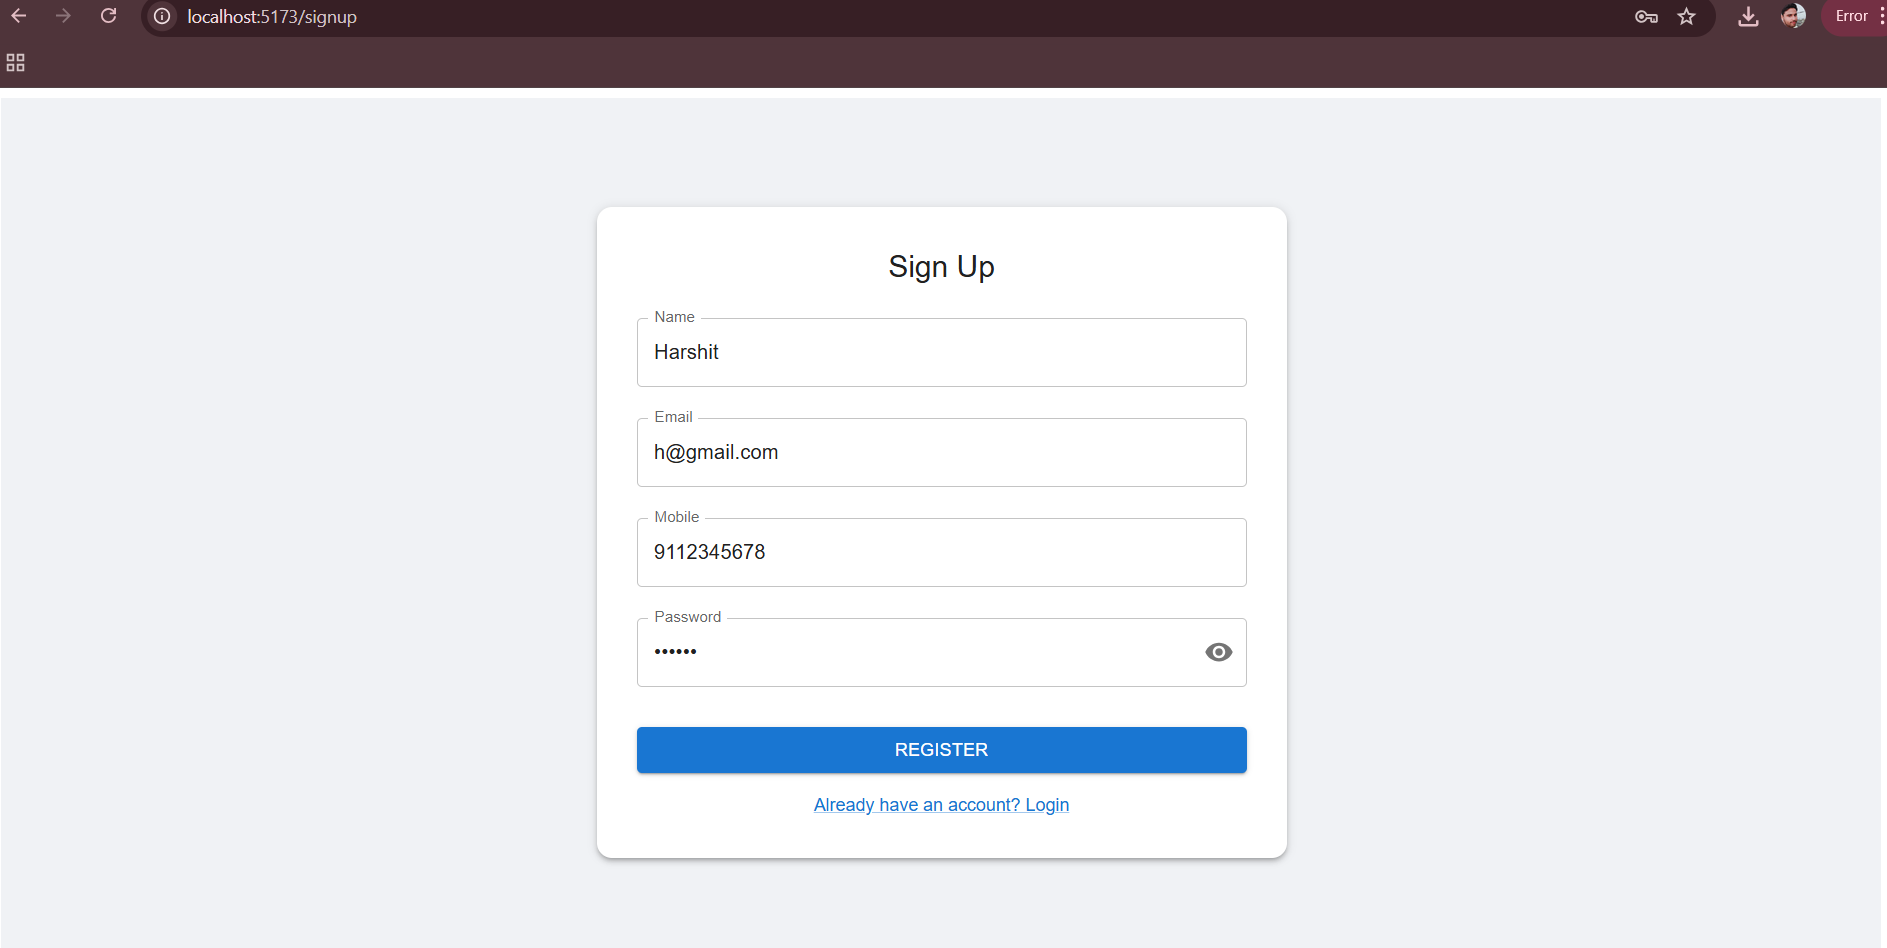 localhost:5173/signup
Error
Sign Up
Name
Harshit
Email
h@gmail.com
Mobile
9112345678
Password
••••••
REGISTER
Already have an account? Login